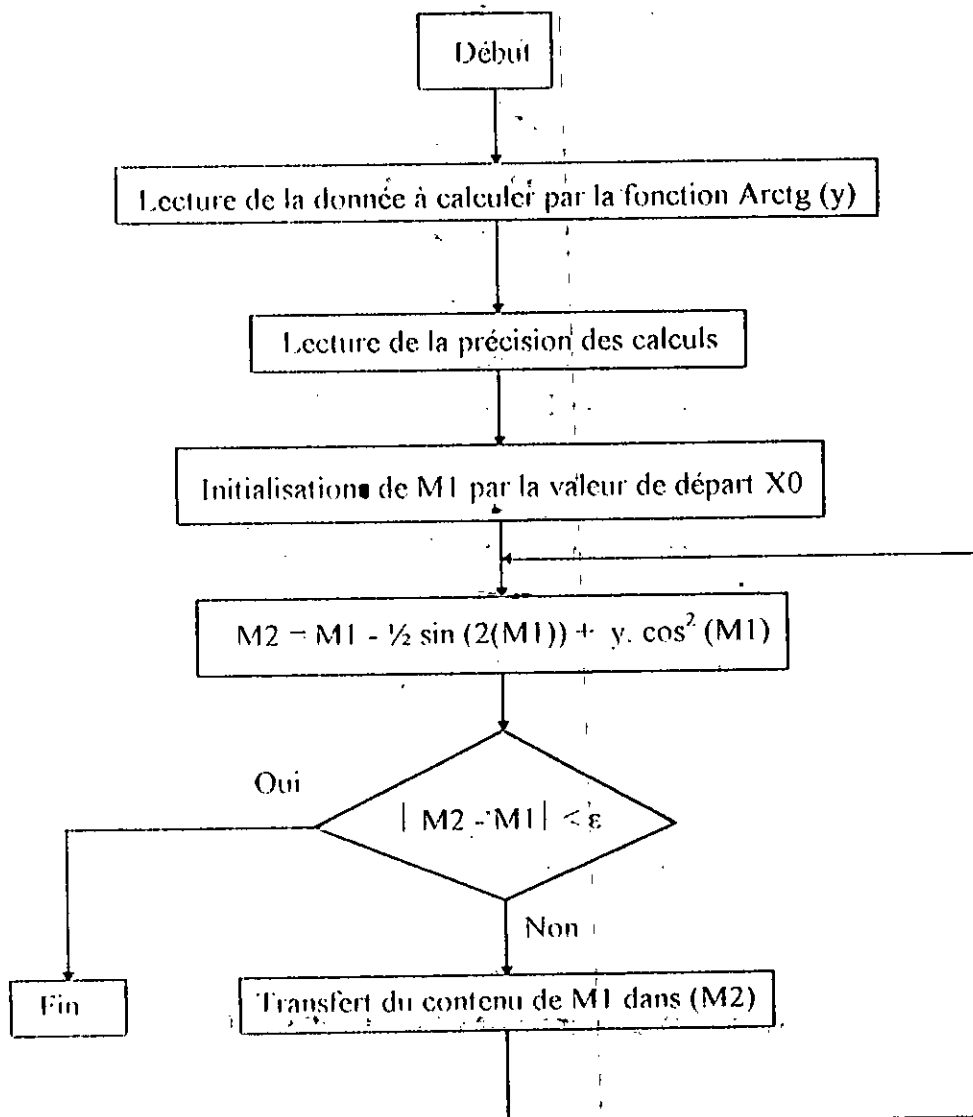 Début
Lecture de la donnée à calculer par la fonction Arctg (y)
Lecture de la précision des calculs
Initialisation de M1 par la valeur de départ X0
M2 = M1 - ½ sin (2(M1)) + y. cos² (M1)
Oui
| M2 - M1| < ε
Non
Fin
Transfert du contenu de M1 dans (M2)